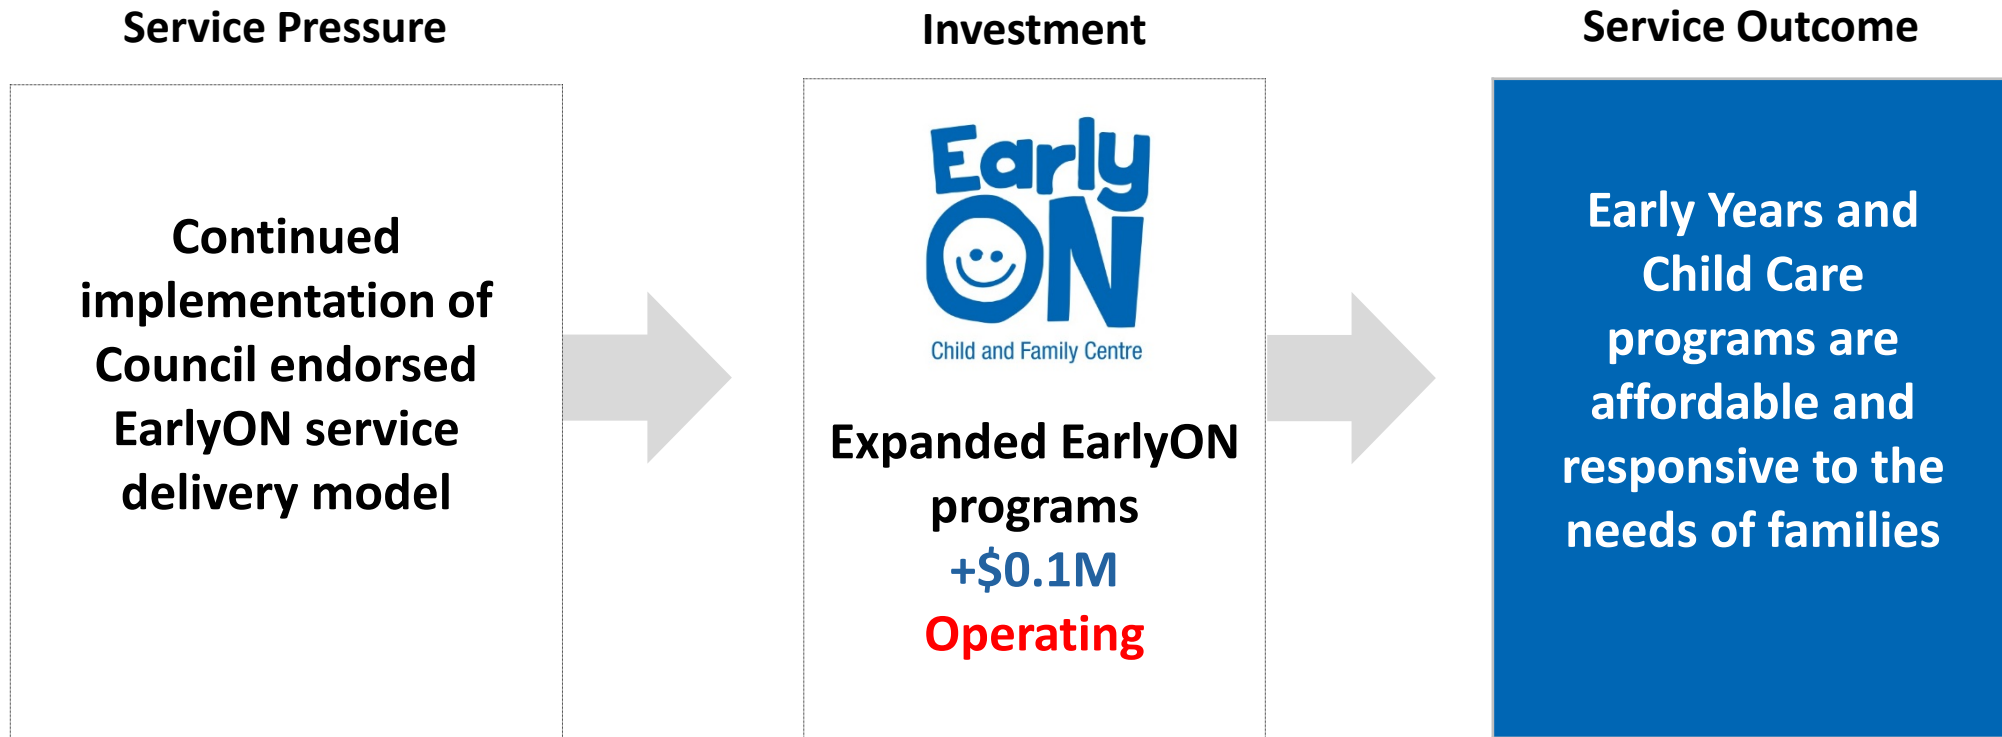 Service Pressure
Continued
implementation of
Council endorsed
EarlyON service
delivery model
Investment
Early
ON
Child and Family Centre
Expanded EarlyON
programs
+$0.1M
Operating
Service Outcome
Early Years and
Child Care
programs are
affordable and
responsive to the
needs of families